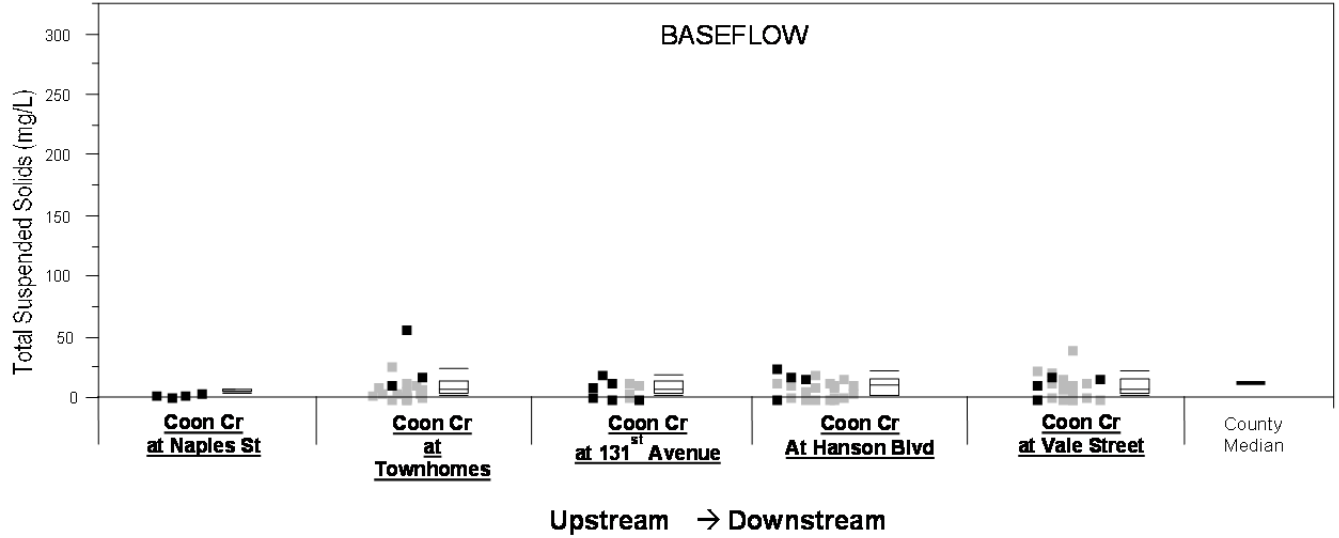 BASEFLOW
Total Suspended Solids (mg/L)
300
250
200
150
100
50
0
Coon Cr
at Naples St
Coon Cr
at
Townhomes
Coon Cr
at 131st Avenue
Coon Cr
At Hanson Blvd
Coon Cr
at Vale Street
County
Median
Upstream → Downstream